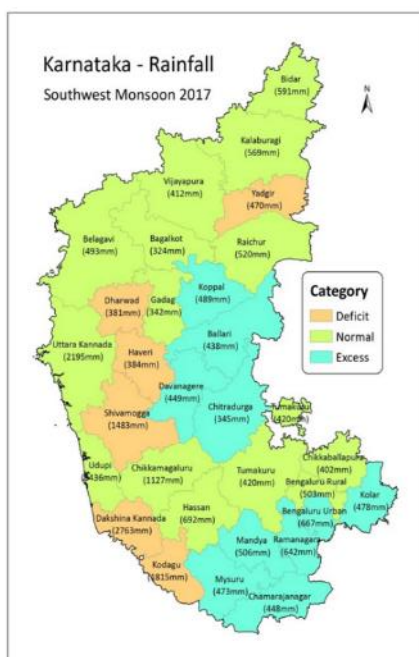 Karnataka - Rainfall
Southwest Monsoon 2017
N
Bidar
(591mm)
Kalaburagi
(569mm)
Vijayapura
(412mm)
Yadgir
(470mm)
Belagavi
(493mm)
Bagalkot
(324mm)
Raichur
(520mm)
Koppal
(489mm)
Category
Deficit
Normal
Excess
Dharwad
(381mm)
Gadag
(342mm)
Ballari
(438mm)
Uttara Kannada
(2195mm)
Haveri
(384mm)
Davanagere
(449mm)
Chitradurga
(345mm)
Shivamogga
(1483mm)
Tumakuru
(420mm)
Chikkaballapura
(402mm)
Udupi
436mm)
Chikkamagaluru
(1127mm)
Tumakuru
(420mm)
Bengaluru Rural
(503mm)
Kolar
(478mm)
Hassan
(692mm)
Bengaluru Urban
(667mm)
Dakshina Kannada
(2763mm)
Mandya
(506mm)
Ramanagara
(642mm)
Kodagu
1815mm)
Mysuru
(473mm)
Chamarajanagar
(448mm)